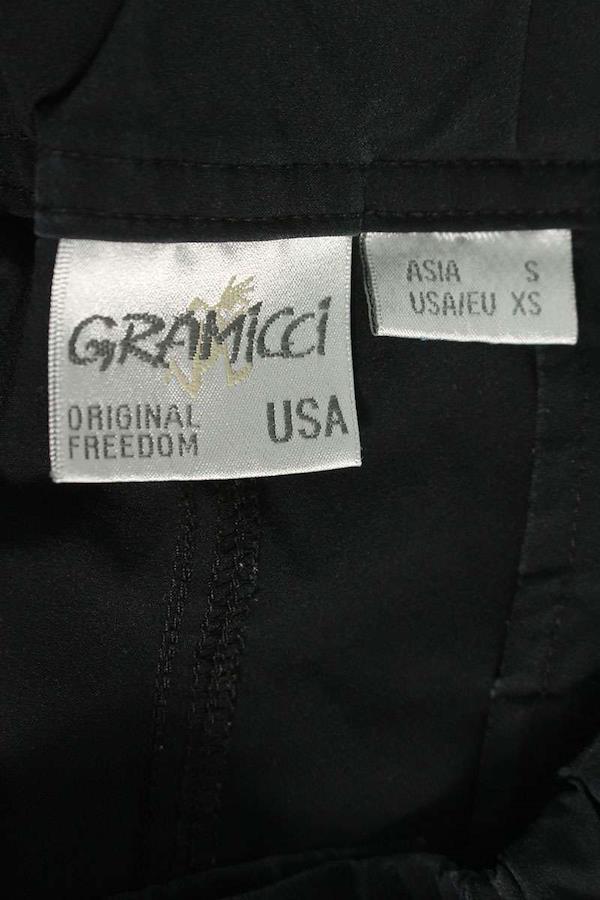 GRAMiCCi
ORIGINAL
FREEDOM
USA
ASIA S
USA/EU XS